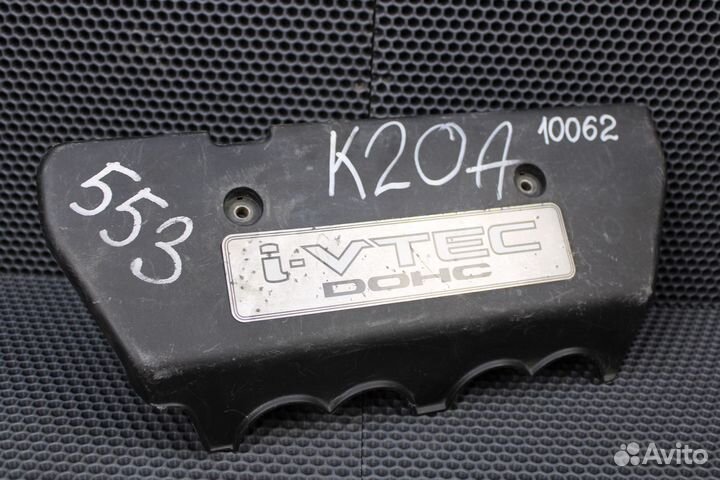 553
K20A
10062
i-VTEC
DOHC
Avito